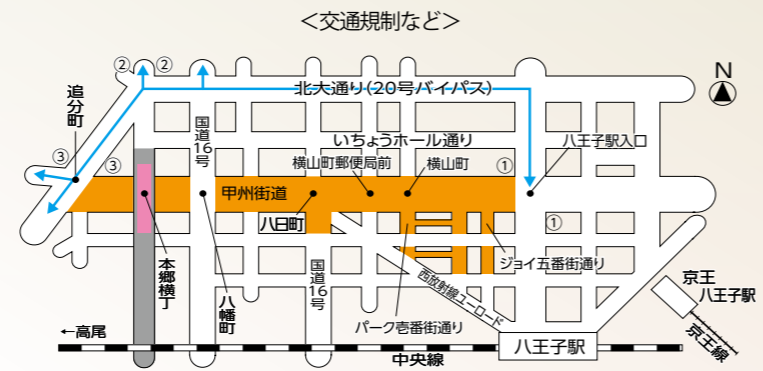 ＜交通規制など＞
② ②
追分町
北大通り（20号バイパス）
N
国道16号
いちょうホール通り
八王子駅入口
③
③
横山町郵便局前
横山町
①
甲州街道
八日町
①
ジョイ五番街通り
本郷横丁
八幡町
国道16号
西放射線ユーロード
パーク壱番街通り
京王
八王子駅
京王線
←高尾
八王子駅
中央線